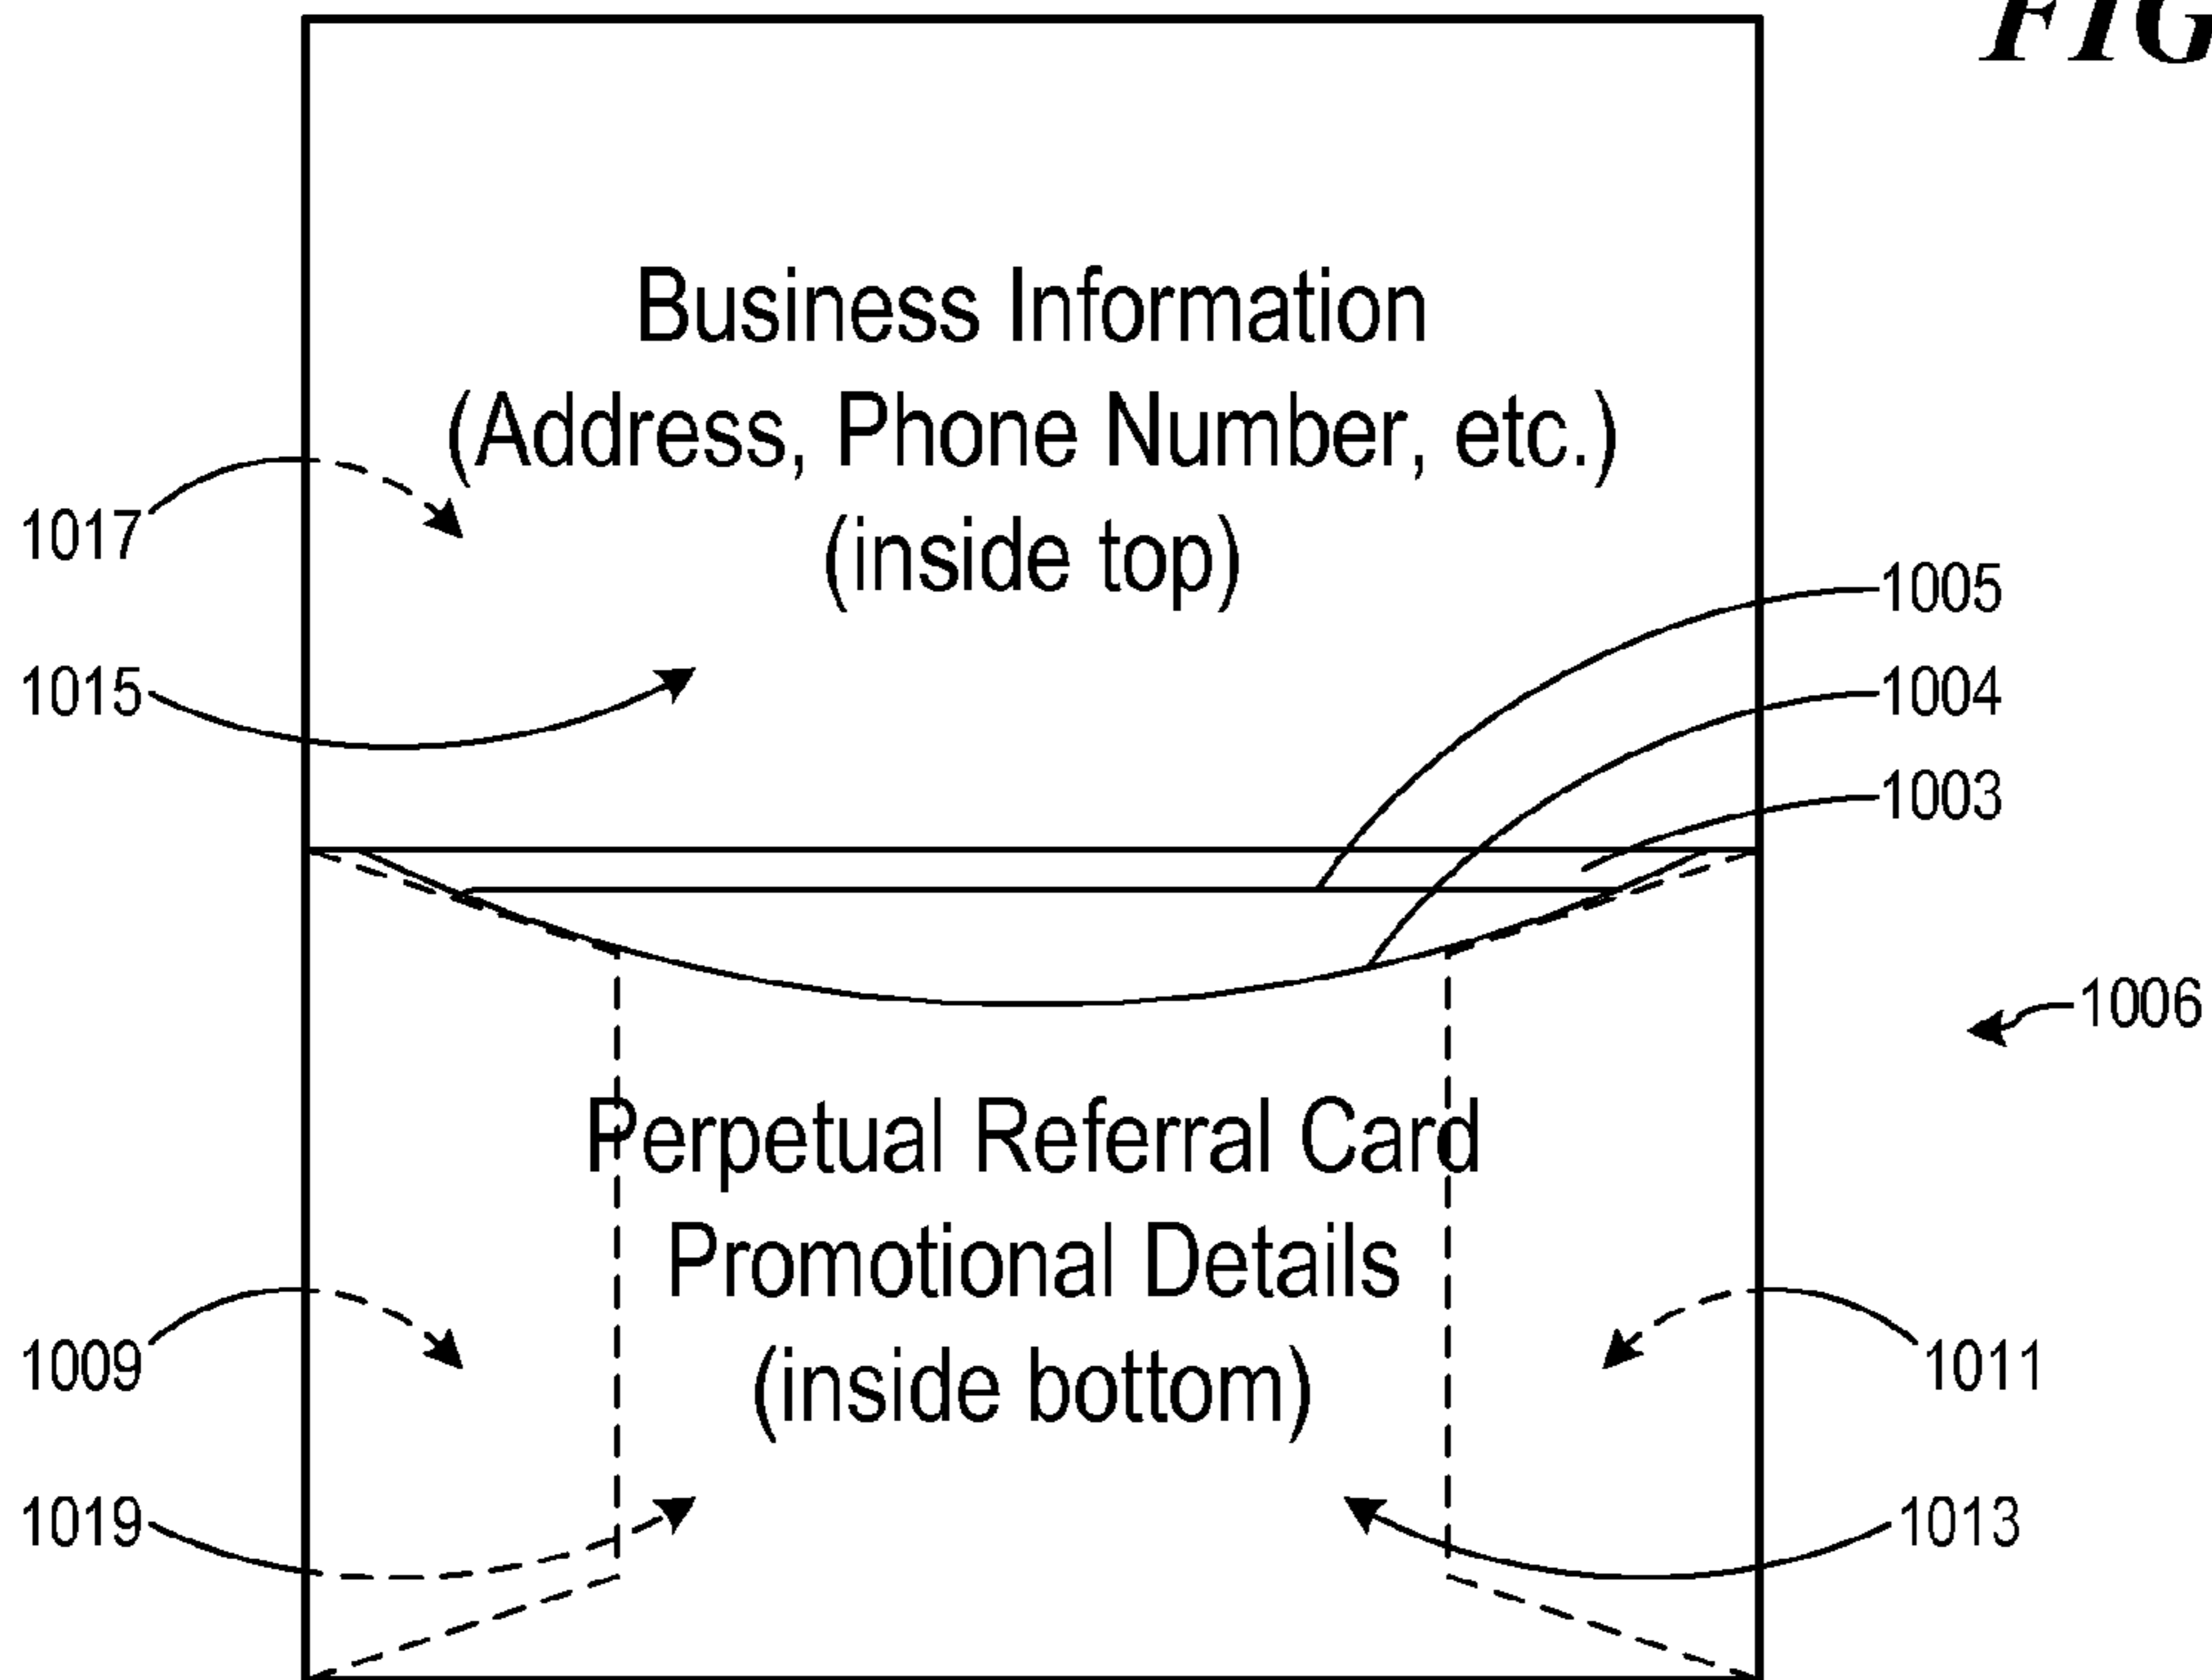 FIG
Business Information
(Address, Phone Number, etc.)
(inside top)
1017
1005
1015
1004
1003
1006
Perpetual Referral Card
Promotional Details
(inside bottom)
1009
1011
1019
1013